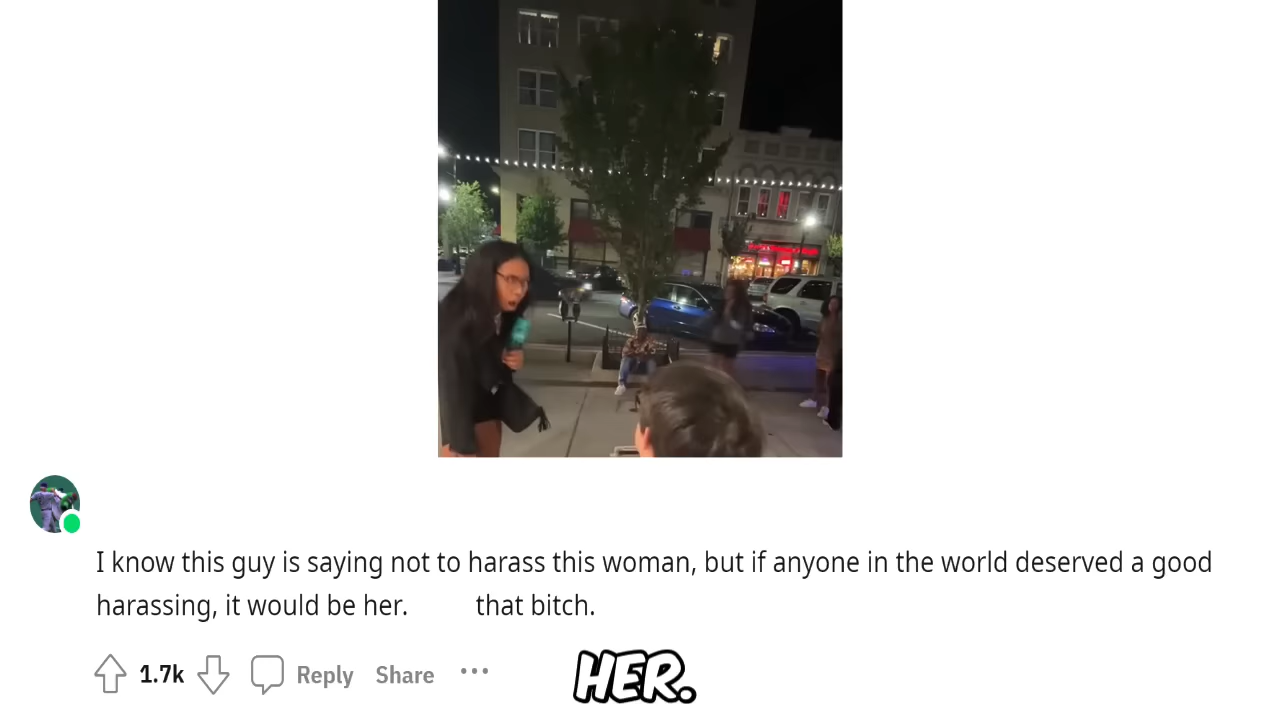 I know this guy is saying not to harass this woman, but if anyone in the world deserved a good
harassing, it would be her. that bitch.
1.7k Reply Share
HER.